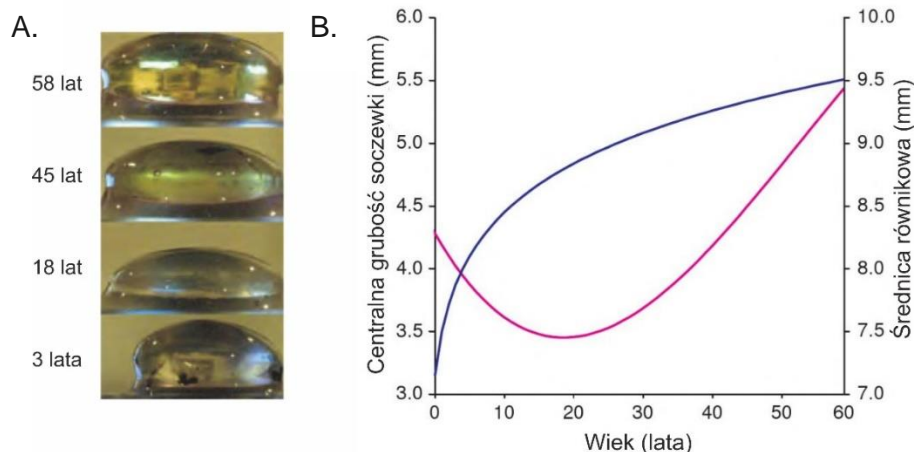 A.
58 lat
45 lat
18 lat
3 lata
B.
Centralna grubość soczewki (mm)
6.0
5.5
5.0
4.5
4.0
3.5
3.0
0 10 20 30 40 50 60
Wiek (lata)
10.0
9.5
9.0
8.5
8.0
7.5
7.0
Średnica równikowa (mm)